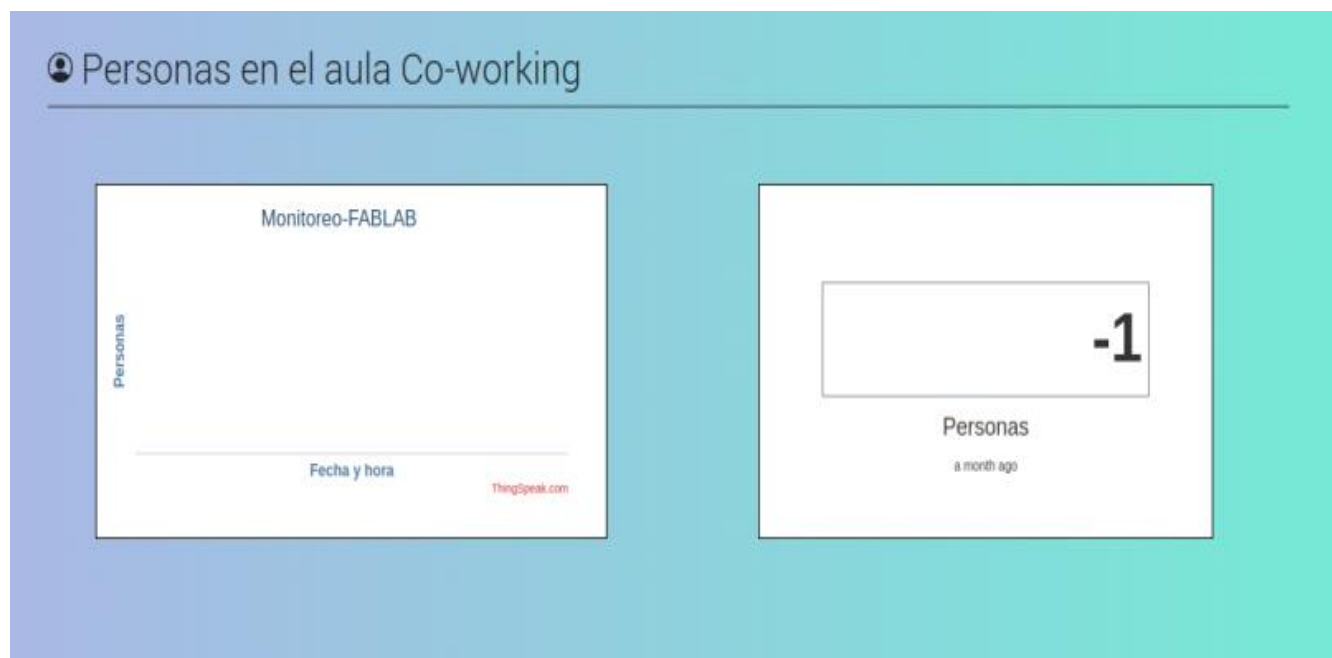 Personas en el aula Co-working
Monitoreo-FABLAB
Personas
Fecha y hora
ThingSpeak.com
-1
Personas
a month ago